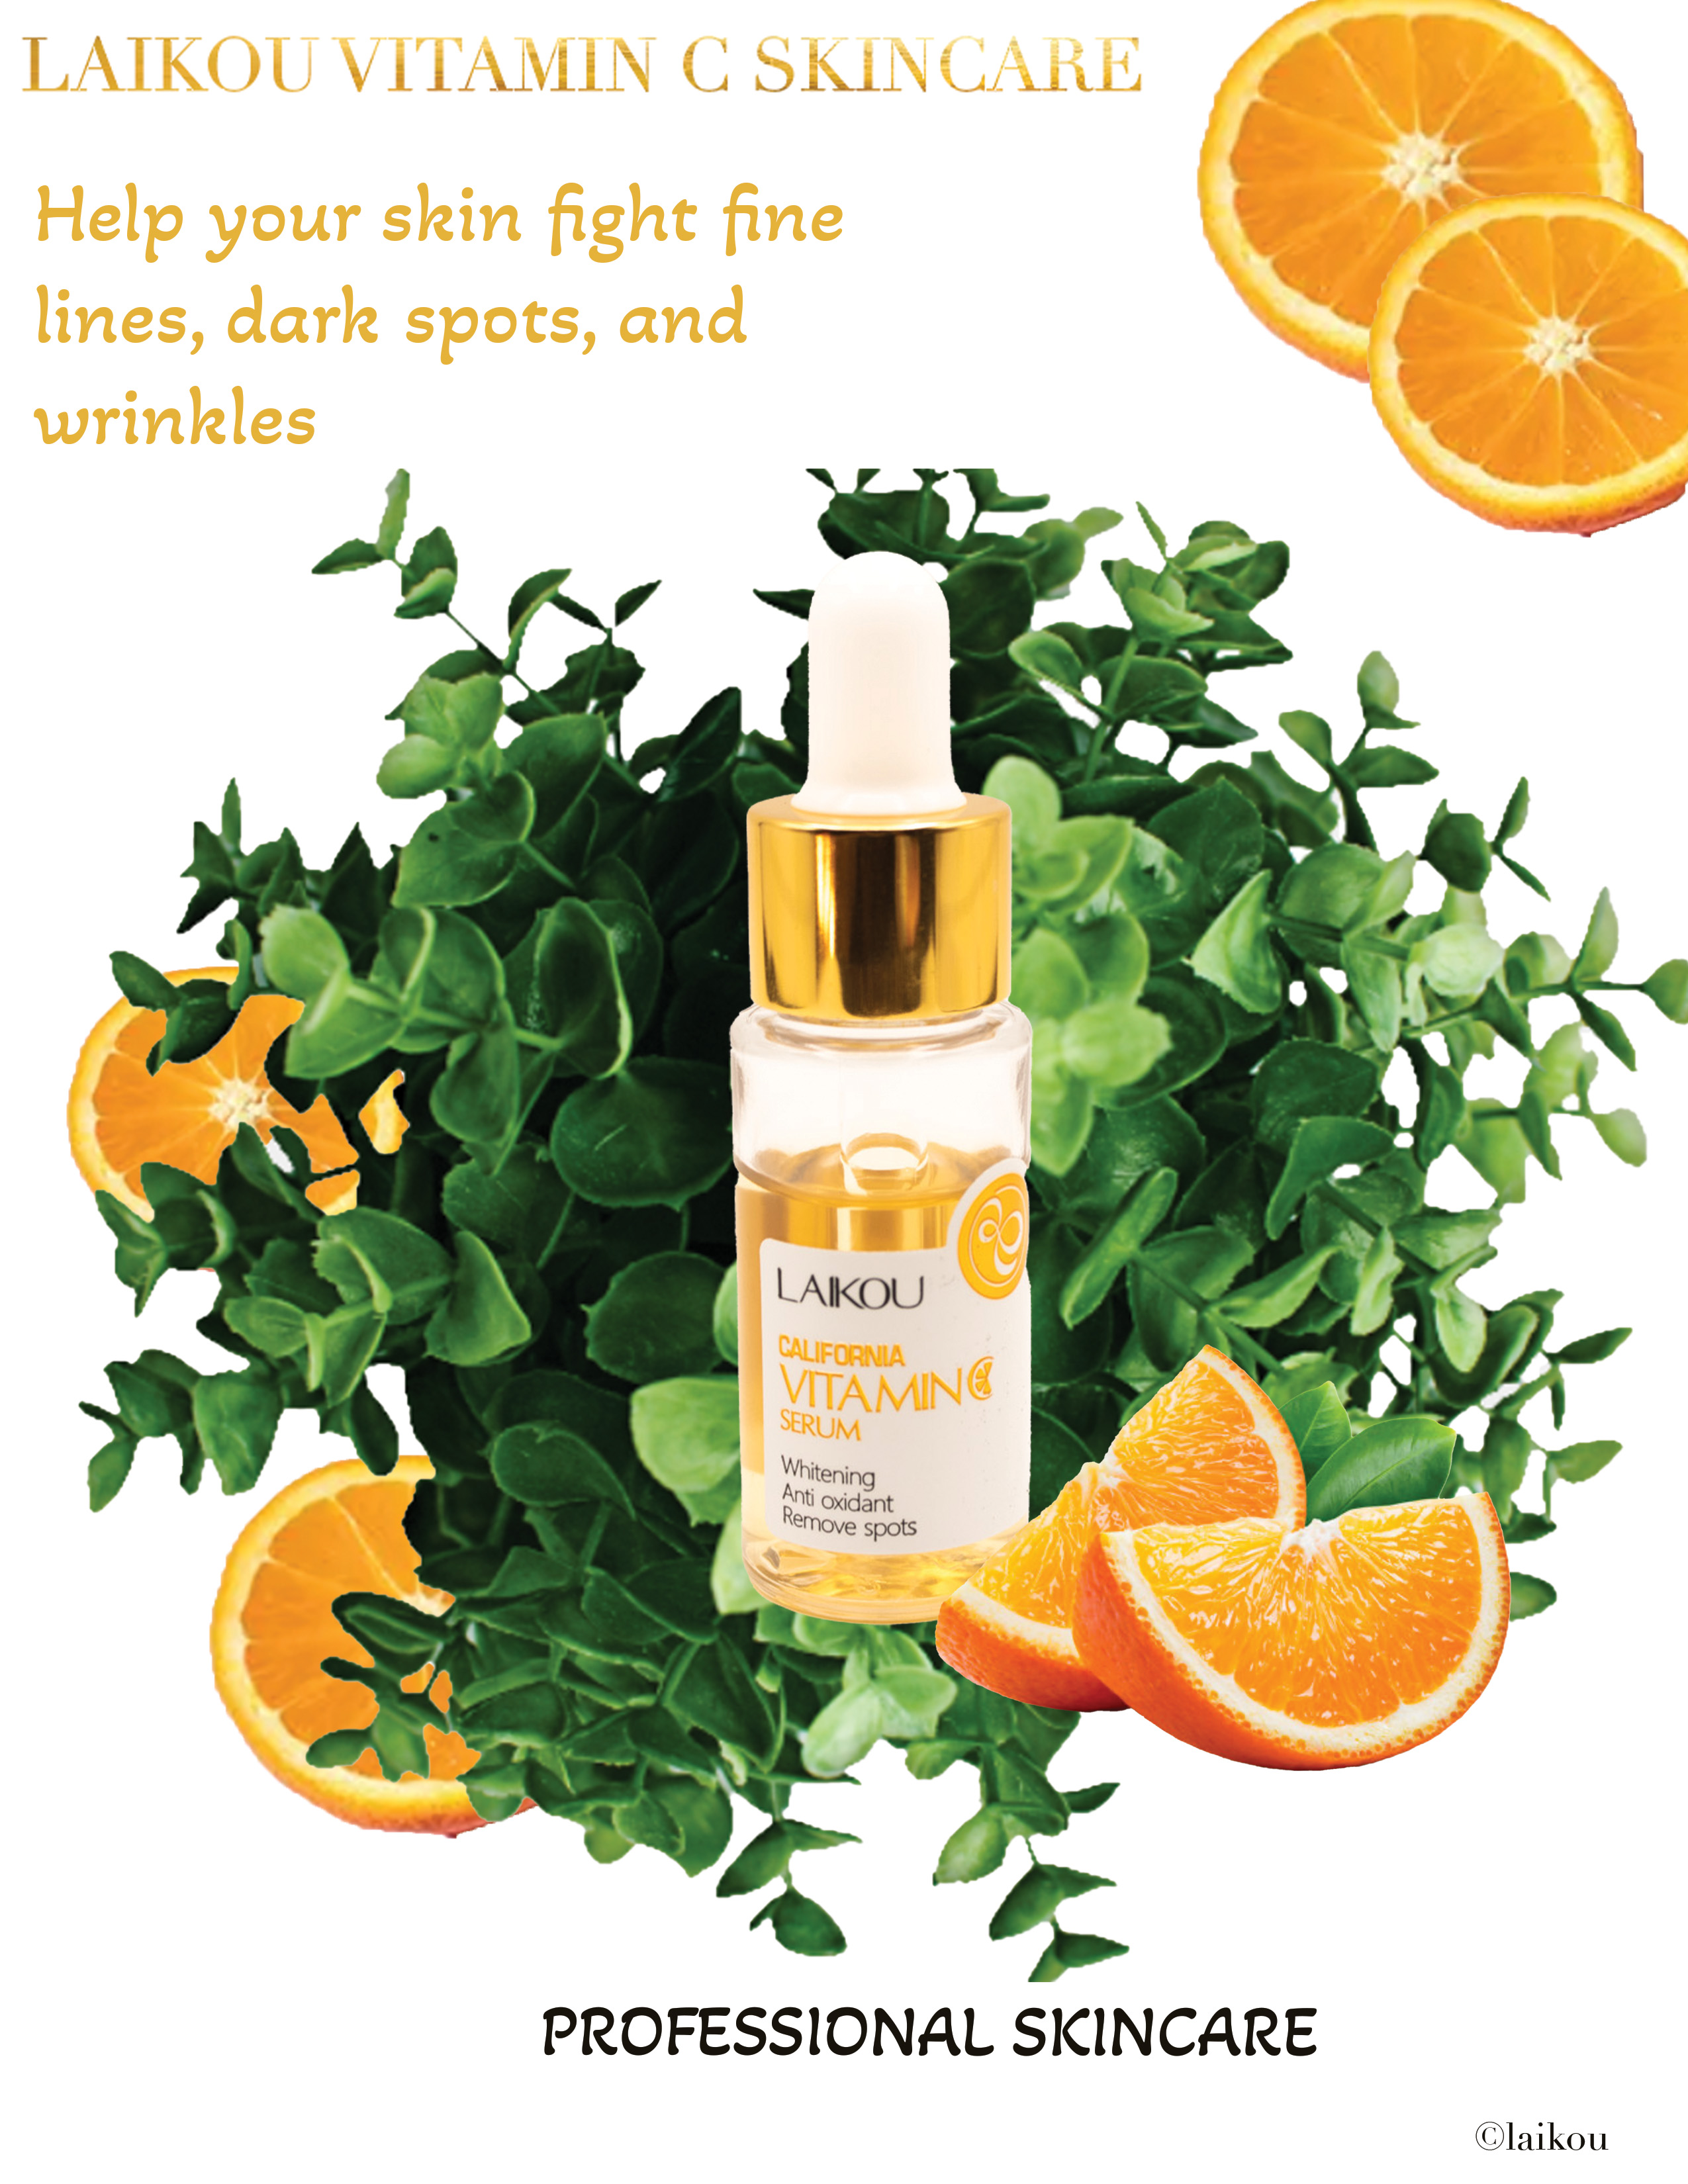 LAIKOU VITAMIN C SKINCARE
Help your skin fight fine
lines, dark spots, and
wrinkles
LAIKOU
CALIFORNIA
VITAMIN C
SERUM
Whitening
Anti oxidant
Remove spots
PROFESSIONAL SKINCARE
©laikou